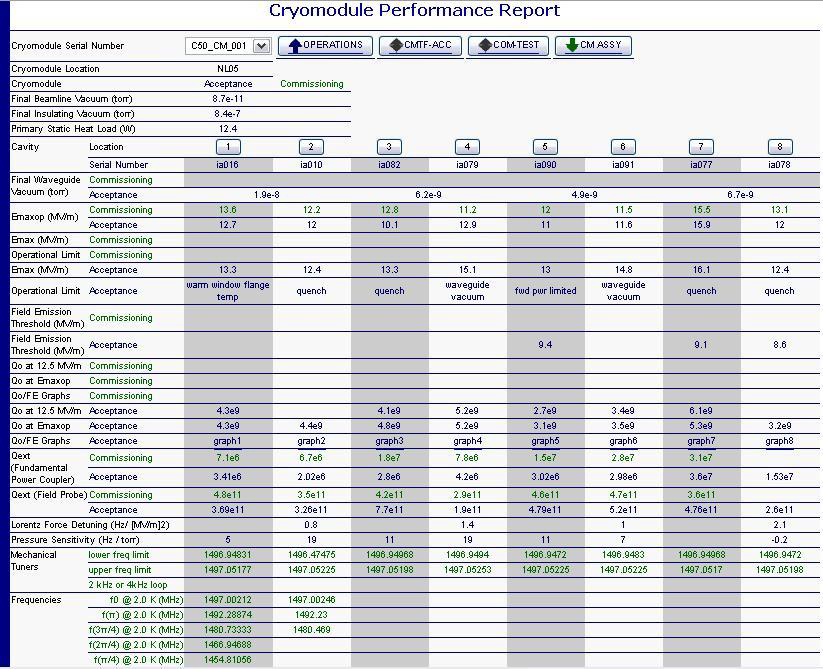 Cryomodule Performance Report
Cryomodule Serial Number C50_CM_001 OPERATIONS CMTF-ACC COM-TEST CM ASSY
Cryomodule Location NL05
Cryomodule Acceptance Commissioning
Final Beamline Vacuum (torr) 8.7e-11
Final Insulating Vacuum (torr) 8.4e-7
Primary Static Heat Load (W) 12.4
Cavity Location 1 2 3 4 5 6 7 8
Serial Number ia016 ia010 ia082 ia079 ia090 ia091 ia077 ia078
Final Waveguide Vacuum (torr) Commissioning
Acceptance 1.9e-8 6.2e-9 4.9e-9 6.7e-9
Emaxop (MV/m) Commissioning 13.6 12.2 12.8 11.2 12 11.5 15.5 13.1
Acceptance 12.7 12 10.1 12.9 11 11.6 15.9 12
Emax (MV/m) Commissioning
Operational Limit Commissioning
Emax (MV/m) Acceptance 13.3 12.4 13.3 15.1 13 14.8 16.1 12.4
Operational Limit Acceptance warm window flange temp quench quench waveguide vacuum fwd pwr limited waveguide vacuum quench quench
Field Emission Threshold (MV/m) Commissioning
Field Emission Threshold (MV/m) Acceptance 9.4 9.1 8.6
Qo at 12.5 MV/m Commissioning
Qo at Emaxop Commissioning
Qo/FE Graphs Commissioning
Qo at 12.5 MV/m Acceptance 4.3e9 4.1e9 5.2e9 2.7e9 3.4e9 6.1e9
Qo at Emaxop Acceptance 4.3e9 4.4e9 4.8e9 5.2e9 3.1e9 3.5e9 5.3e9 3.2e9
Qo/FE Graphs Acceptance graph1 graph2 graph3 graph4 graph5 graph6 graph7 graph8
Qext (Fundamental Power Coupler) Commissioning 7.1e6 6.7e6 1.8e7 7.8e6 1.5e7 2.8e7 3.1e7
Acceptance 3.41e6 2.02e6 2.8e6 4.2e6 3.02e6 2.98e6 3.6e7 1.53e7
Qext (Field Probe) Commissioning 4.8e11 3.5e11 4.2e11 2.9e11 4.6e11 4.7e11 3.6e11
Acceptance 3.69e11 3.26e11 7.7e11 1.9e11 4.79e11 5.2e11 4.76e11 2.6e11
Lorentz Force Detuning (Hz/ [MV/m]2) 0.8 1.4 1 2.1
Pressure Sensitivity (Hz / torr) 5 19 11 19 11 7 -0.2
Mechanical Tuners lower freq limit 1496.94831 1496.47475 1496.94968 1496.9494 1496.9472 1496.9483 1496.94968 1496.9472
upper freq limit 1497.05177 1497.05225 1497.05198 1497.05253 1497.05225 1497.05225 1497.0517 1497.05198
2 kHz or 4kHz loop
Frequencies f0 @ 2.0 K (MHz) 1497.00212 1497.00246
f(π) @ 2.0 K (MHz) 1492.28874 1492.23
f(3π/4) @ 2.0 K (MHz) 1480.73333 1480.469
f(2π/4) @ 2.0 K (MHz) 1466.94688
f(π/4) @ 2.0 K (MHz) 1454.81056